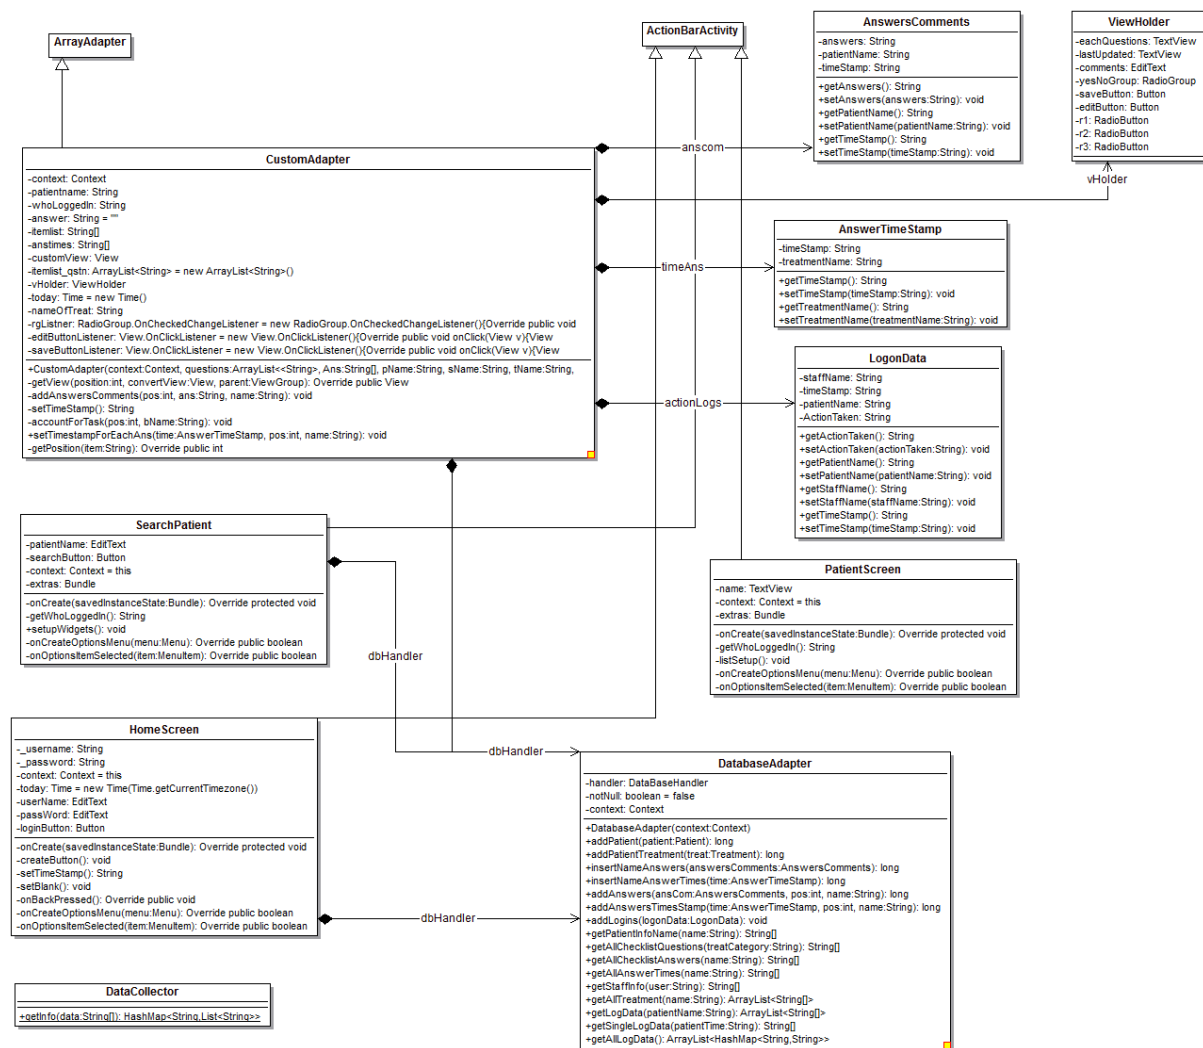 ArrayAdapter
ActionBarActivity
AnswersComments
-answers: String
-patientName: String
-timeStamp: String
+getAnswers(): String
+setAnswers(answers:String): void
+getPatientName(): String
+setPatientName(patientName:String): void
+getTimeStamp(): String
+setTimeStamp(timeStamp:String): void
ViewHolder
-eachQuestions: TextView
-lastUpdated: TextView
-comments: EditText
-yesNoGroup: RadioGroup
-saveButton: Button
-editButton: Button
-r1: RadioButton
-r2: RadioButton
-r3: RadioButton
CustomAdapter
-context: Context
-patientname: String
-whoLoggedIn: String
-answer: String = ""
-itemlist: String[]
-anstimes: String[]
-customView: View
-itemlist_qstn: ArrayList<String> = new ArrayList<String>()
-vHolder: ViewHolder
-today: Time = new Time()
-nameOfTreat: String
-rgListner: RadioGroup.OnCheckedChangeListener = new RadioGroup.OnCheckedChangeListener(){Override public void
-editButtonListener: View.OnClickListener = new View.OnClickListener(){Override public void onClick(View v){View
-saveButtonListener: View.OnClickListener = new View.OnClickListener(){Override public void onClick(View v){View
+CustomAdapter(context:Context, questions:ArrayList<<String>, Ans:String[], pName:String, sName:String, tName:String,
-getView(position:int, convertView:View, parent:ViewGroup): Override public View
-addAnswersComments(pos:int, ans:String, name:String): void
-setTimeStamp(): String
-accountForTask(pos:int, bName:String): void
+setTimestampForEachAns(time:AnswerTimeStamp, pos:int, name:String): void
-getPosition(item:String): Override public int
anscom
vHolder
timeAns
actionLogs
AnswerTimeStamp
-timeStamp: String
-treatmentName: String
+getTimeStamp(): String
+setTimeStamp(timeStamp:String): void
+getTreatmentName(): String
+setTreatmentName(treatmentName:String): void
LogonData
-staffName: String
-timeStamp: String
-patientName: String
-ActionTaken: String
+getActionTaken(): String
+setActionTaken(actionTaken:String): void
+getPatientName(): String
+setPatientName(patientName:String): void
+getStaffName(): String
+setStaffName(staffName:String): void
+getTimeStamp(): String
+setTimeStamp(timeStamp:String): void
SearchPatient
-patientName: EditText
-searchButton: Button
-context: Context = this
-extras: Bundle
-onCreate(savedInstanceState:Bundle): Override protected void
-getWhoLoggedIn(): String
+setupWidgets(): void
-onCreateOptionsMenu(menu:Menu): Override public boolean
-onOptionsItemSelected(item:MenuItem): Override public boolean
PatientScreen
-name: TextView
-context: Context = this
-extras: Bundle
-onCreate(savedInstanceState:Bundle): Override protected void
-getWhoLoggedIn(): String
-listSetup(): void
-onCreateOptionsMenu(menu:Menu): Override public boolean
-onOptionsItemSelected(item:MenuItem): Override public boolean
dbHandler
HomeScreen
-_username: String
-_password: String
-context: Context = this
-today: Time = new Time(Time.getCurrentTimezone())
-userName: EditText
-passWord: EditText
-loginButton: Button
-onCreate(savedInstanceState:Bundle): Override protected void
-createButton(): void
-setTimeStamp(): String
-setBlank(): void
-onBackPressed(): Override public void
-onCreateOptionsMenu(menu:Menu): Override public boolean
-onOptionsItemSelected(item:MenuItem): Override public boolean
dbHandler
dbHandler
DatabaseAdapter
-handler: DataBaseHandler
-notNull: boolean = false
-context: Context
+DatabaseAdapter(context:Context)
+addPatient(patient:Patient): long
+addPatientTreatment(treat:Treatment): long
+insertNameAnswers(answersComments:AnswersComments): long
+insertNameAnswerTimes(time:AnswerTimeStamp): long
+addAnswers(ansCom:AnswersComments, pos:int, name:String): long
+addAnswersTimesStamp(time:AnswerTimeStamp, pos:int, name:String): long
+addLogins(logonData:LogonData): void
+getPatientInfoName(name:String): String[]
+getAllChecklistQuestions(treatCategory:String): String[]
+getAllChecklistAnswers(name:String): String[]
+getAllAnswerTimes(name:String): String[]
+getStaffInfo(user:String): String[]
+getAllTreatment(name:String): ArrayList<String[]>
+getLogData(patientName:String): ArrayList<String[]>
+getSingleLogData(patientTime:String): String[]
+getAllLogData(): ArrayList<HashMap<String,String>>
DataCollector
+getInfo(data:String[]): HashMap<String,List<String>>